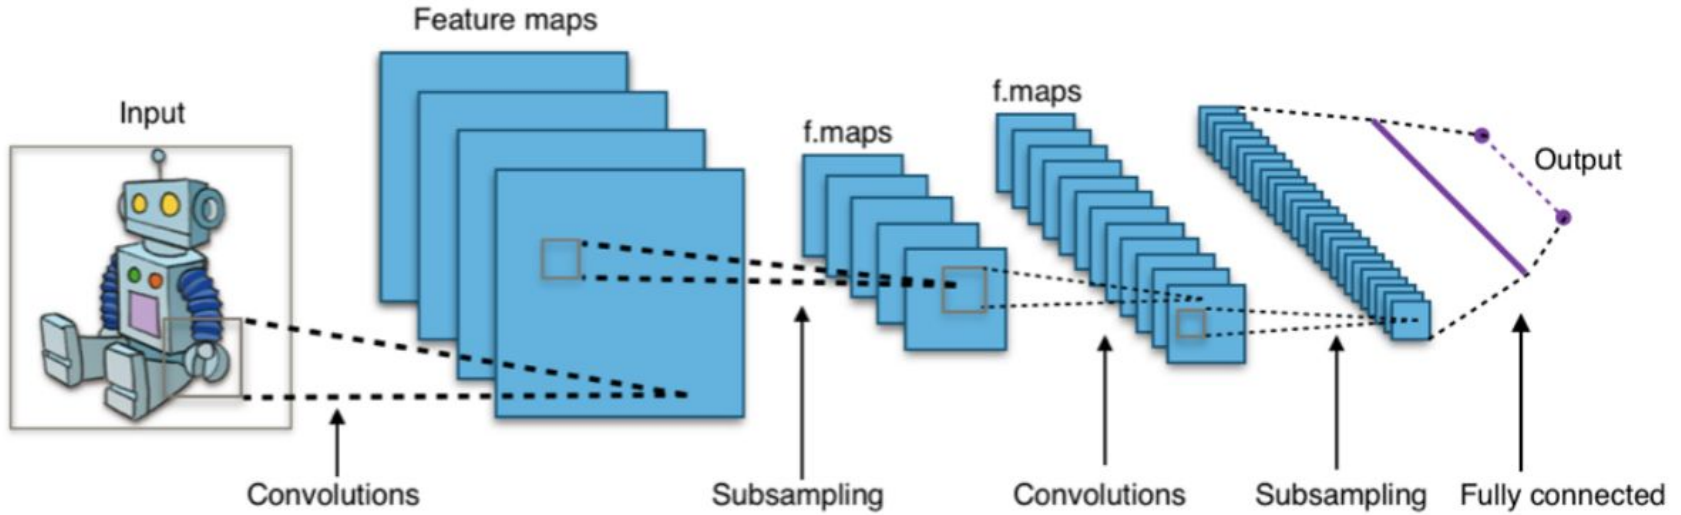 Feature maps
Input
f.maps
f.maps
Output
Convolutions
Subsampling
Convolutions
Subsampling
Fully connected